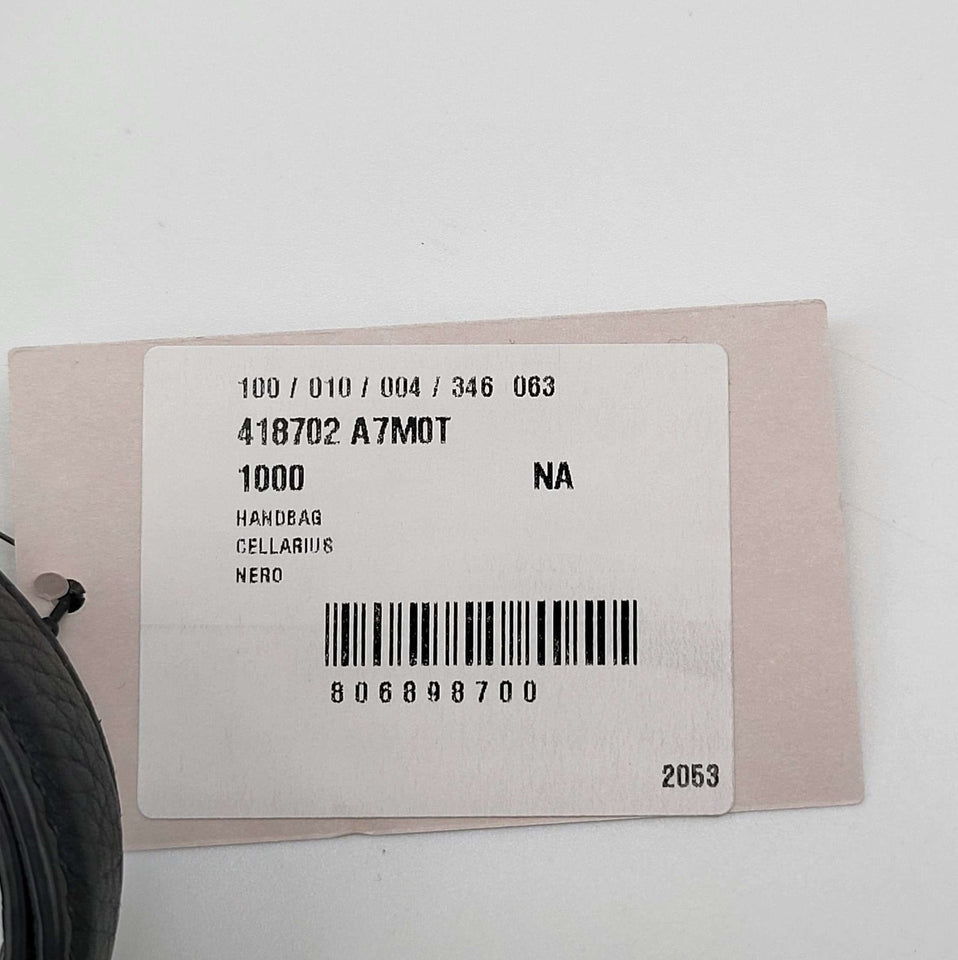 100 / 010 / 004 / 346 063
418702 A7M0T
1000 NA
HANDBAG
CELLARIUS
NERO
806898700
2053